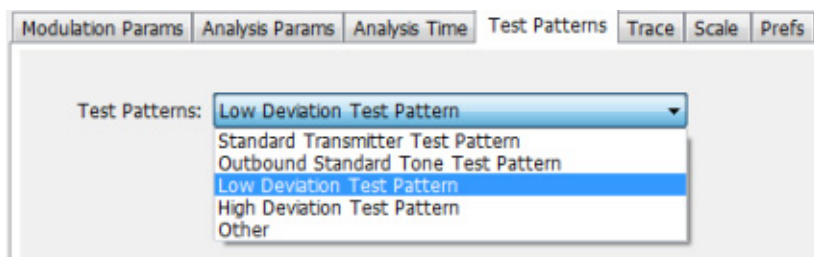 Modulation Params Analysis Params Analysis Time Test Patterns Trace Scale Prefs
Test Patterns: Low Deviation Test Pattern
Standard Transmitter Test Pattern
Outbound Standard Tone Test Pattern
Low Deviation Test Pattern
High Deviation Test Pattern
Other